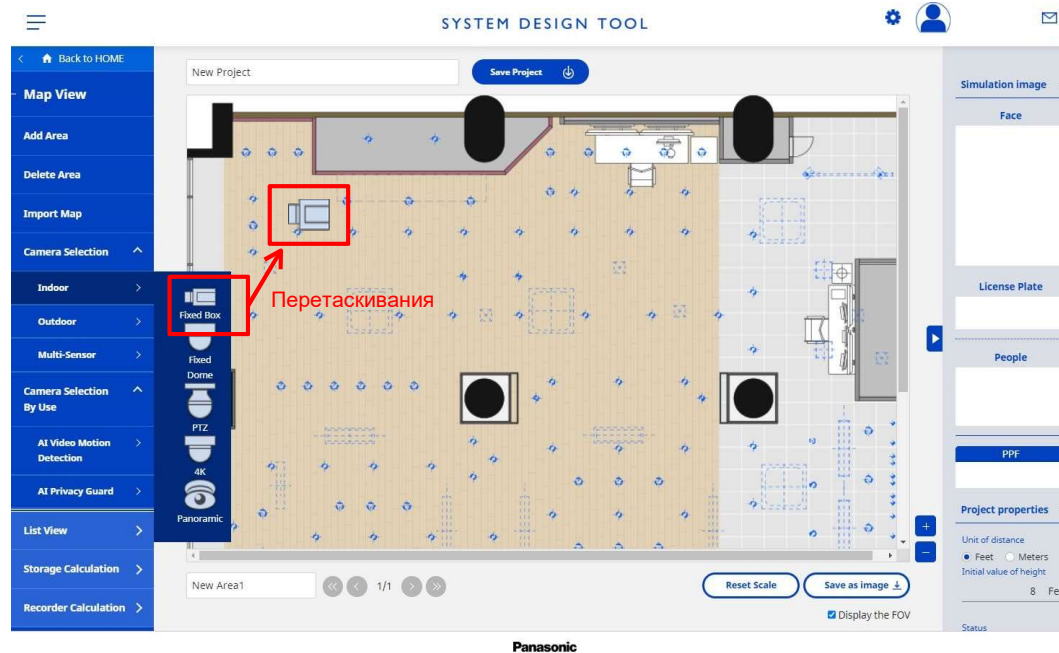 SYSTEM DESIGN TOOL
Back to HOME
Map View
Add Area
Delete Area
Import Map
Camera Selection
Indoor
Outdoor
Multi-Sensor
Camera Selection
By Use
AI Video Motion
Detection
AI Privacy Guard
List View
Storage Calculation
Recorder Calculation
Fixed Box
Fixed
Dome
PTZ
4K
Panoramic
New Project
Save Project
Перетаскивания
New Area1
1/1
Reset Scale
Save as image
Display the FOV
Simulation image
Face
License Plate
People
PPF
Project properties
Unit of distance
Feet Meters
Initial value of height
8 Fe
Status
Panasonic